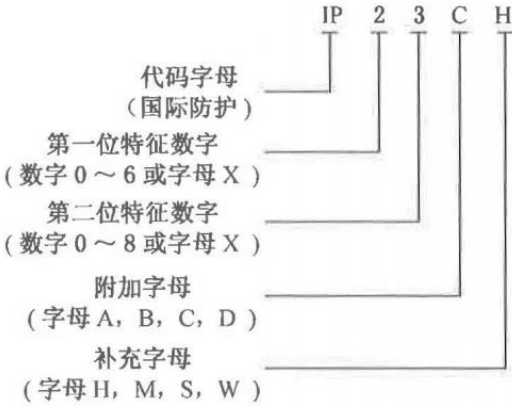 IP 2 3 C H
代码字母
(国际防护)
第一位特征数字
(数字0～6或字母X)
第二位特征数字
(数字0～8或字母X)
附加字母
(字母A，B，C，D)
补充字母
(字母H，M，S，W)